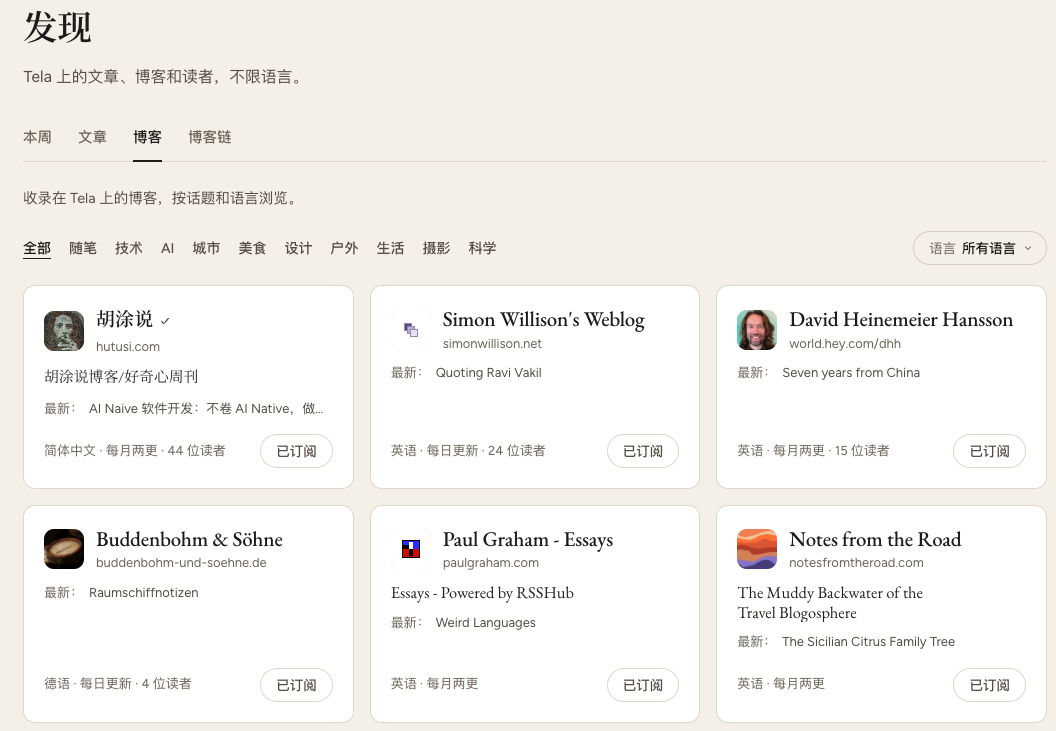 发现
Tela 上的文章、博客和读者，不限语言。
本周 文章 博客 博客链
收录在 Tela 上的博客，按话题和语言浏览。
全部 随笔 技术 AI 城市 美食 设计 户外 生活 摄影 科学
语言 所有语言
胡涂说
hutusi.com
胡涂说博客/好奇心周刊
最新： AI Naive 软件开发：不卷 AI Native，做...
简体中文 · 每月两更 · 44 位读者
已订阅
Simon Willison's Weblog
simonwillison.net
最新： Quoting Ravi Vakil
英语 · 每日更新 · 24 位读者
已订阅
David Heinemeier Hansson
world.hey.com/dhh
最新： Seven years from China
英语 · 每月两更 · 15 位读者
已订阅
Buddenbohm & Söhne
buddenbohm-und-soehne.de
最新： Raumschiffnotizen
德语 · 每日更新 · 4 位读者
已订阅
Paul Graham - Essays
paulgraham.com
Essays - Powered by RSSHub
最新： Weird Languages
英语 · 每月两更
已订阅
Notes from the Road
notesfromtheroad.com
The Muddy Backwater of the
Travel Blogosphere
最新： The Sicilian Citrus Family Tree
英语 · 每月两更
已订阅